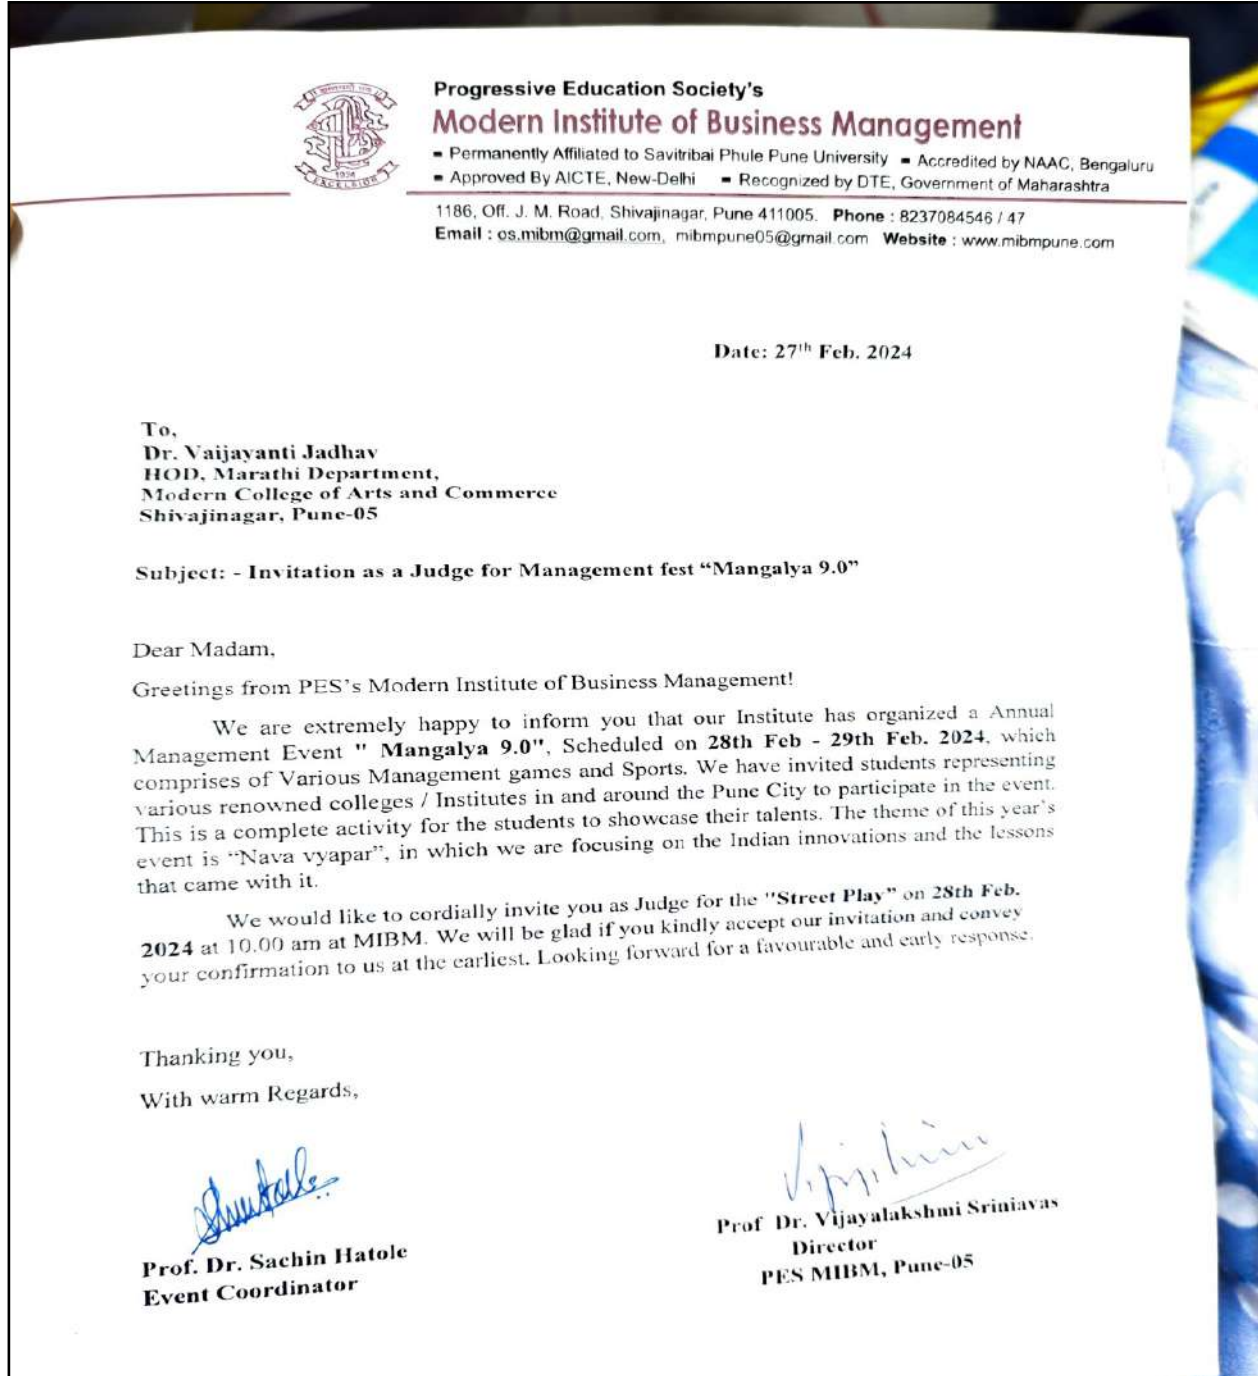 Progressive Education Society's
Modern Institute of Business Management
Permanently Affiliated to Savitribai Phule Pune University
Accredited by NAAC, Bengaluru
Approved By AICTE, New-Delhi
Recognized by DTE, Government of Maharashtra
1186, Off. J. M. Road, Shivajinagar, Pune 411005. Phone : 8237084546 / 47
Email : os.mibm@gmail.com, mibmpune05@gmail.com Website : www.mibmpune.com
1934
EXCELSIOR
Date: 27th Feb. 2024
To,
Dr. Vaijayanti Jadhav
HOD, Marathi Department,
Modern College of Arts and Commerce
Shivajinagar, Pune-05
Subject: - Invitation as a Judge for Management fest “Mangalya 9.0”
Dear Madam,
Greetings from PES’s Modern Institute of Business Management!
We are extremely happy to inform you that our Institute has organized a Annual
Management Event " Mangalya 9.0", Scheduled on 28th Feb - 29th Feb. 2024, which
comprises of Various Management games and Sports. We have invited students representing
various renowned colleges / Institutes in and around the Pune City to participate in the event.
This is a complete activity for the students to showcase their talents. The theme of this year’s
event is “Nava vyapar”, in which we are focusing on the Indian innovations and the lessons
that came with it.
We would like to cordially invite you as Judge for the "Street Play” on 28th Feb.
2024 at 10.00 am at MIBM. We will be glad if you kindly accept our invitation and convey
your confirmation to us at the earliest. Looking forward for a favourable and early response.
Thanking you,
With warm Regards,
Prof. Dr. Sachin Hatole
Event Coordinator
Prof Dr. Vijayalakshmi Sriniavas
Director
PES MIBM, Pune-05